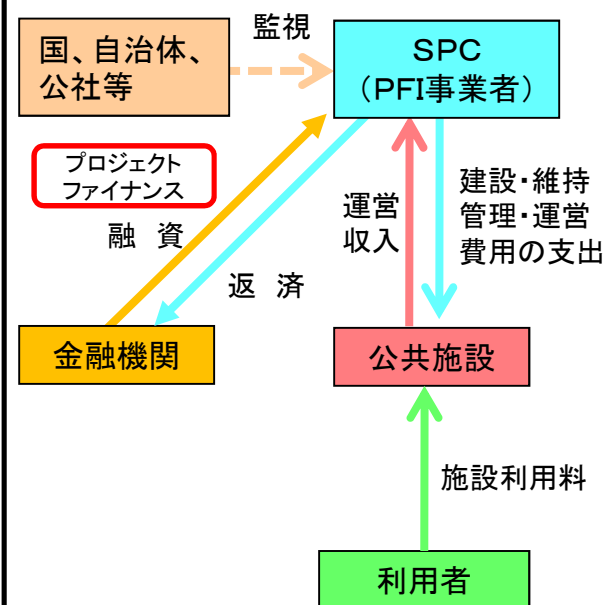 監視
国、自治体、
公社等
SPC
（PFI事業者）
プロジェクト
ファイナンス
融 資
返 済
運営
収入
建設・維持
管理・運営
費用の支出
金融機関
公共施設
施設利用料
利用者